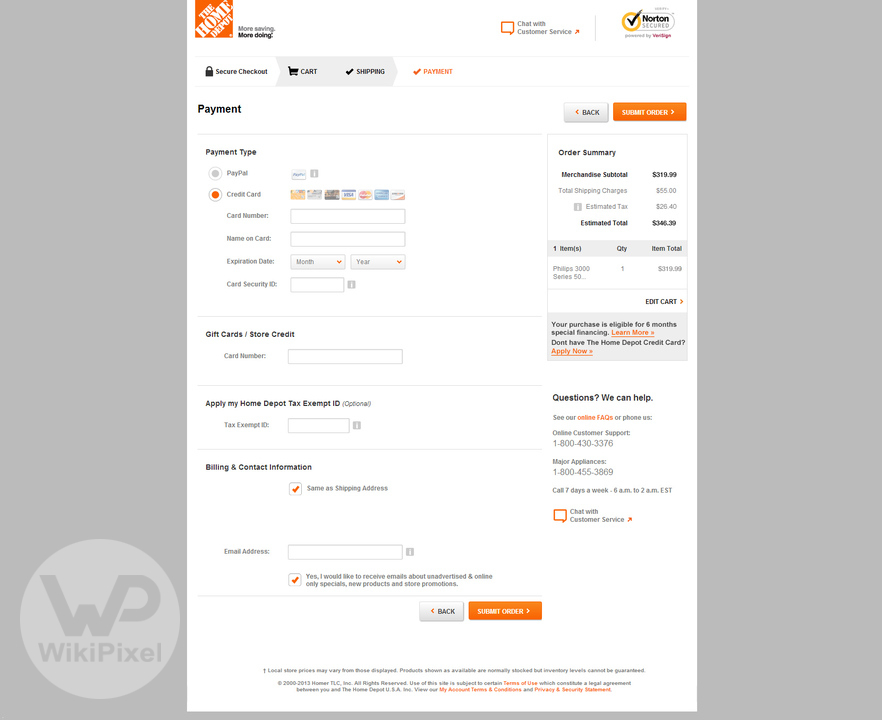 THE HOME DEPOT
More saving.
More doing.
Chat with
Customer Service
Norton
SECURED
powered by VeriSign
Secure Checkout
CART
SHIPPING
PAYMENT
Payment
BACK
SUBMIT ORDER
Payment Type
PayPal
PayPal
Credit Card
VISA
Card Number:
Name on Card:
Expiration Date:
Month
Year
Card Security ID:
Gift Cards / Store Credit
Card Number:
Apply my Home Depot Tax Exempt ID (Optional)
Tax Exempt ID:
Billing & Contact Information
Same as Shipping Address
Email Address:
Yes, I would like to receive emails about unadvertised & online
only specials, new products and store promotions.
BACK
SUBMIT ORDER
Order Summary
Merchandise Subtotal $319.99
Total Shipping Charges $55.00
Estimated Tax $26.40
Estimated Total $346.39
1 Item(s) Qty Item Total
Philips 3000 1 $319.99
Series 50...
EDIT CART
Your purchase is eligible for 6 months
special financing. Learn More »
Dont have The Home Depot Credit Card?
Apply Now »
Questions? We can help.
See our online FAQs or phone us:
Online Customer Support:
1-800-430-3376
Major Appliances:
1-800-455-3869
Call 7 days a week - 6 a.m. to 2 a.m. EST
Chat with
Customer Service
WikiPixel
† Local store prices may vary from those displayed. Products shown as available are normally stocked but inventory levels cannot be guaranteed.
© 2000-2013 Homer TLC, Inc. All Rights Reserved. Use of this site is subject to certain Terms of Use which constitute a legal agreement
between you and The Home Depot U.S.A. Inc. View our My Account Terms & Conditions and Privacy & Security Statement.